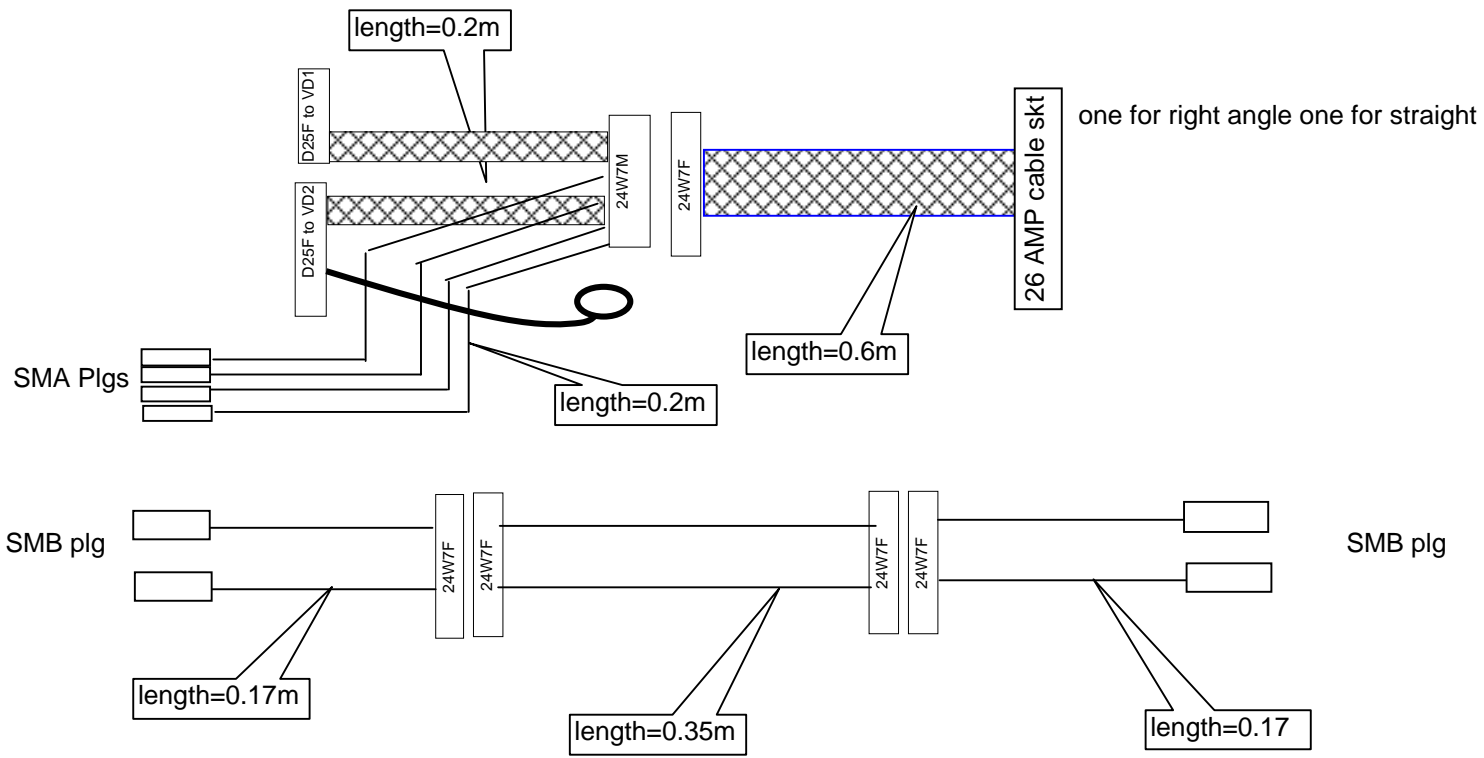 length=0.2m
D25F to VD1
24W7M
24W7F
26 AMP cable skt
one for right angle one for straight
D25F to VD2
length=0.6m
SMA Plgs
length=0.2m
SMB plg
24W7F
24W7F
24W7F
24W7F
SMB plg
length=0.17m
length=0.35m
length=0.17